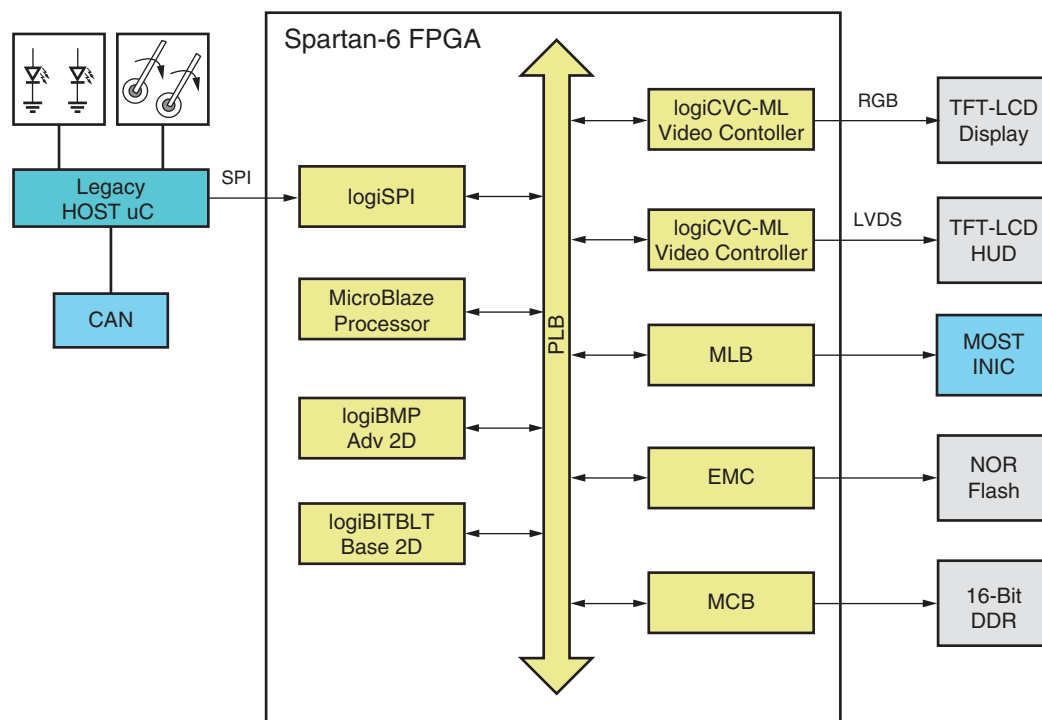 Spartan-6 FPGA
Legacy
HOST uC
SPI
CAN
logiSPI
MicroBlaze
Processor
logiBMP
Adv 2D
logiBITBLT
Base 2D
PLB
logiCVC-ML
Video Contoller
RGB
TFT-LCD
Display
logiCVC-ML
Video Controller
LVDS
TFT-LCD
HUD
MLB
MOST
INIC
EMC
NOR
Flash
MCB
16-Bit
DDR